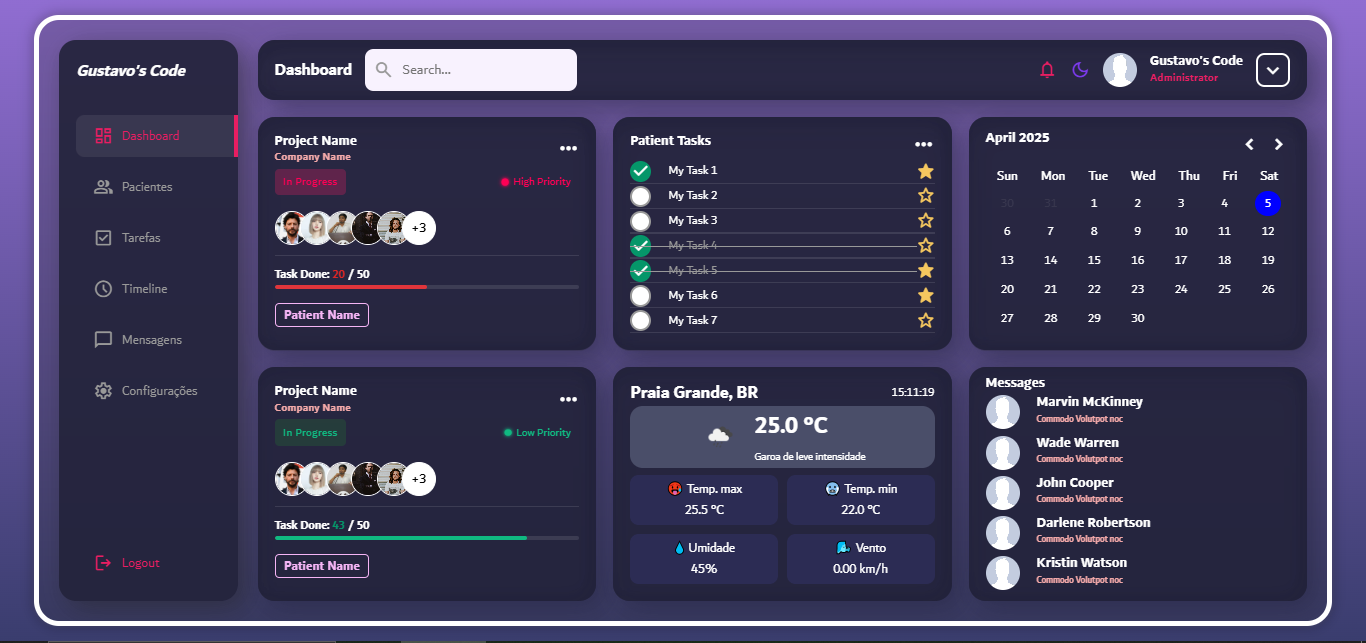 Gustavo's Code
Dashboard
Pacientes
Tarefas
Timeline
Mensagens
Configurações
Logout
Dashboard
Search...
Gustavo's Code
Administrator
Project Name
Company Name
In Progress
High Priority
+3
Task Done: 20 / 50
Patient Name
Patient Tasks
My Task 1
My Task 2
My Task 3
My Task 4
My Task 5
My Task 6
My Task 7
April 2025
Sun Mon Tue Wed Thu Fri Sat
30 31 1 2 3 4 5
6 7 8 9 10 11 12
13 14 15 16 17 18 19
20 21 22 23 24 25 26
27 28 29 30
Project Name
Company Name
In Progress
Low Priority
+3
Task Done: 43 / 50
Patient Name
Praia Grande, BR
15:11:19
25.0 ºC
Garoa de leve intensidade
Temp. max
25.5 ºC
Temp. min
22.0 ºC
Umidade
45%
Vento
0.00 km/h
Messages
Marvin McKinney
Commodo Volutpot noc
Wade Warren
Commodo Volutpot noc
John Cooper
Commodo Volutpot noc
Darlene Robertson
Commodo Volutpot noc
Kristin Watson
Commodo Volutpot noc